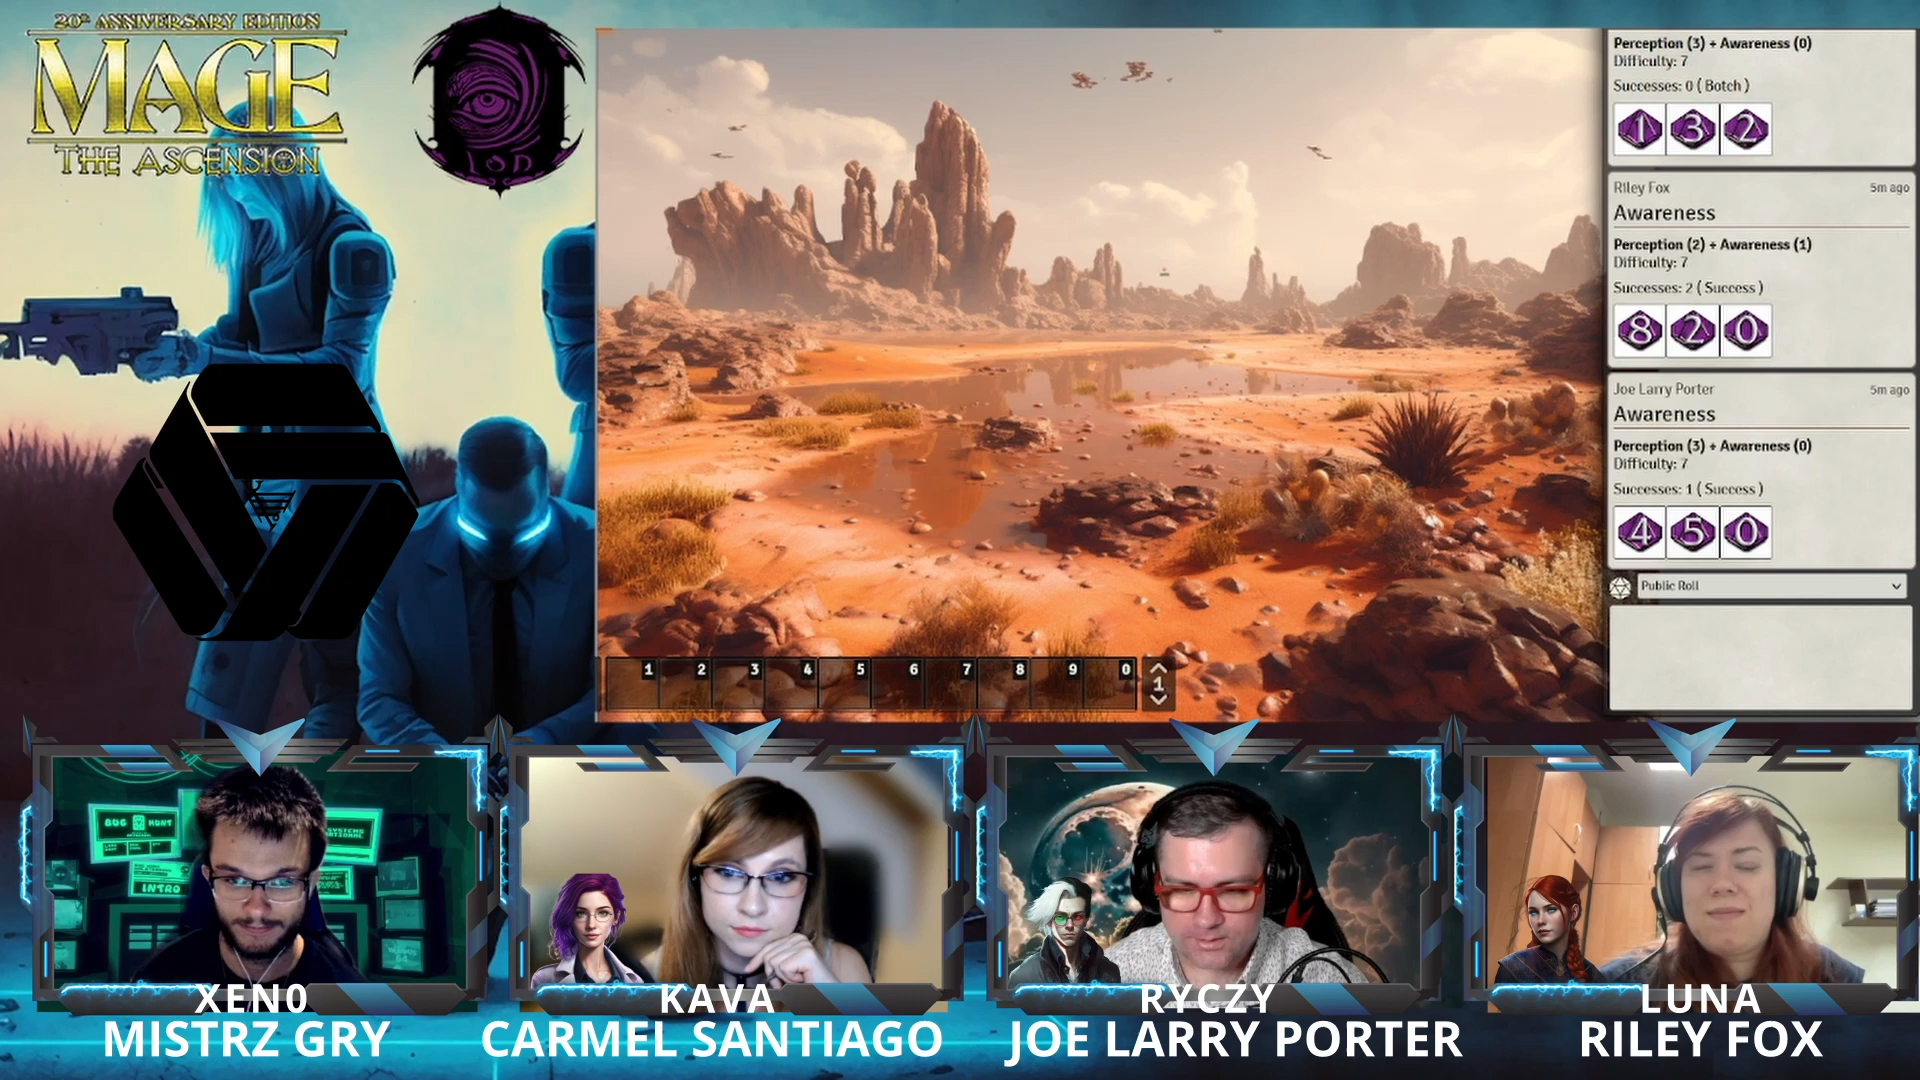 20th ANNIVERSARY EDITION
MAGE
THE ASCENSION
LOD
Perception (3) + Awareness (0)
Difficulty: 7
Successes: 0 ( Botch )
1 3 2
Riley Fox 5m ago
Awareness
Perception (2) + Awareness (1)
Difficulty: 7
Successes: 2 ( Success )
8 2 0
Joe Larry Porter 5m ago
Awareness
Perception (3) + Awareness (0)
Difficulty: 7
Successes: 1 ( Success )
4 5 0
Public Roll
1 2 3 4 5 6 7 8 9 0 1
BUG HUNT
INTRO
XEN0
MISTRZ GRY
KAVA
CARMEL SANTIAGO
RYCZY
JOE LARRY PORTER
LUNA
RILEY FOX